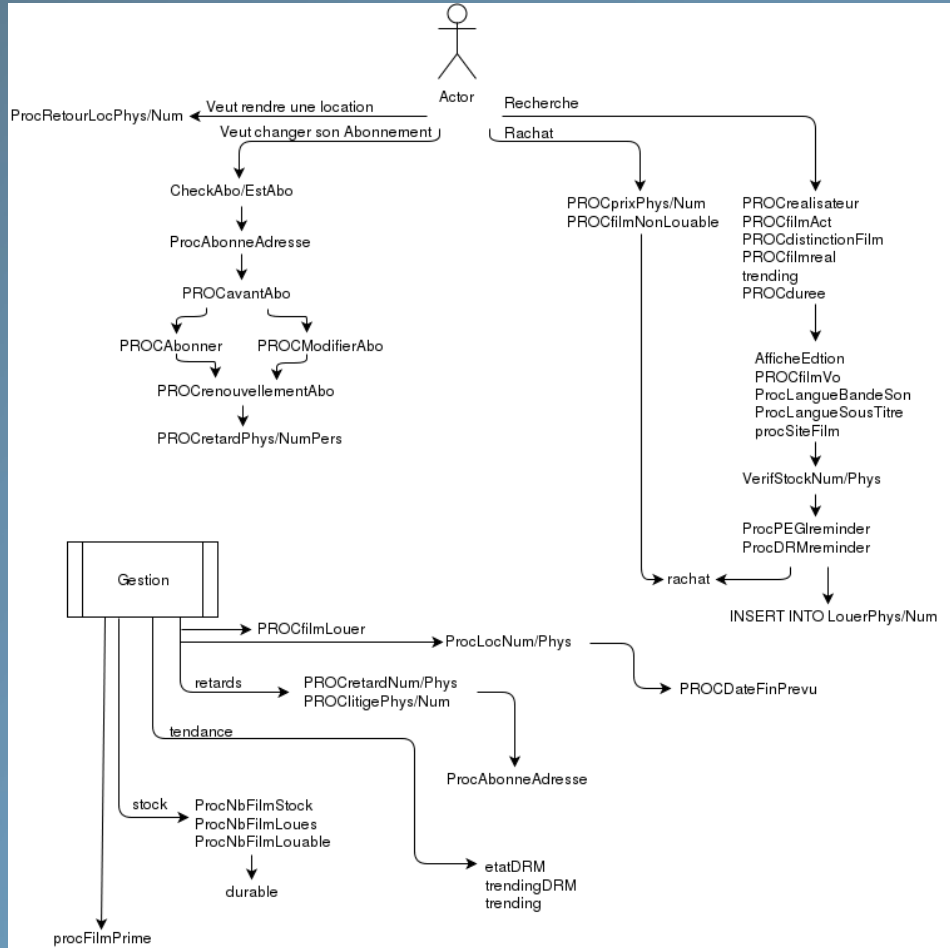 Actor
Veut rendre une location
ProcRetourLocPhys/Num
Veut changer son Abonnement
CheckAbo/EstAbo
ProcAbonneAdresse
PROCavantAbo
PROCAbonner
PROCModifierAbo
PROCrenouvellementAbo
PROCretardPhys/NumPers
Recherche
Rachat
PROCprixPhys/Num
PROCfilmNonLouable
PROCrealisateur
PROCfilmAct
PROCdistinctionFilm
PROCfilmreal
trending
PROCduree
AfficheEdtion
PROCfilmVo
ProcLangueBandeSon
ProcLangueSousTitre
procSiteFilm
VerifStockNum/Phys
ProcPEGIreminder
ProcDRMreminder
rachat
INSERT INTO LouerPhys/Num
Gestion
PROCfilmLouer
ProcLocNum/Phys
PROCDateFinPrevu
retards
PROCretardNum/Phys
PROClitigePhys/Num
ProcAbonneAdresse
tendance
etatDRM
trendingDRM
trending
stock
ProcNbFilmStock
ProcNbFilmLoues
ProcNbFilmLouable
durable
procFilmPrime